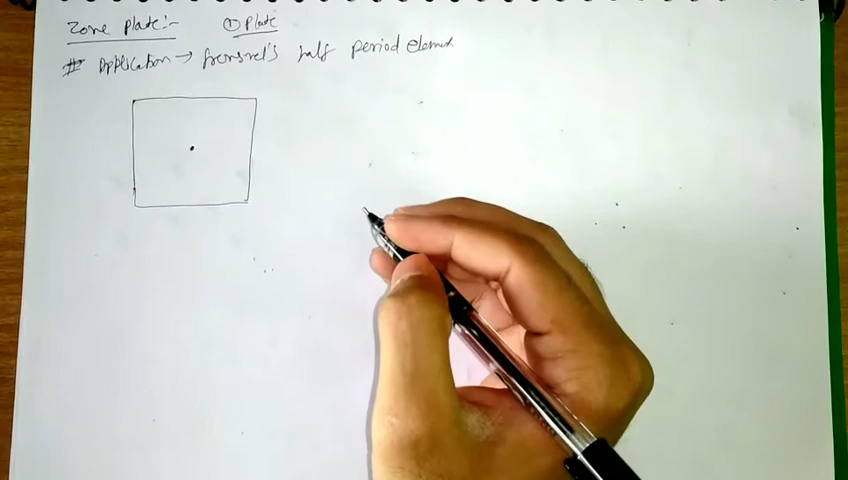 Zone Plate:- ① Plate
# Application → fresnel's half period element